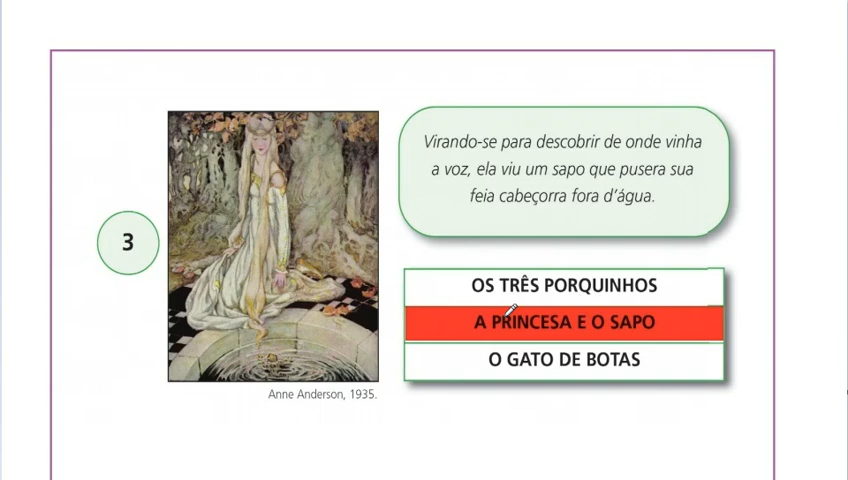 Virando-se para descobrir de onde vinha
a voz, ela viu um sapo que pusera sua
feia cabeçorra fora d’água.
3
OS TRÊS PORQUINHOS
A PRINCESA E O SAPO
O GATO DE BOTAS
Anne Anderson, 1935.